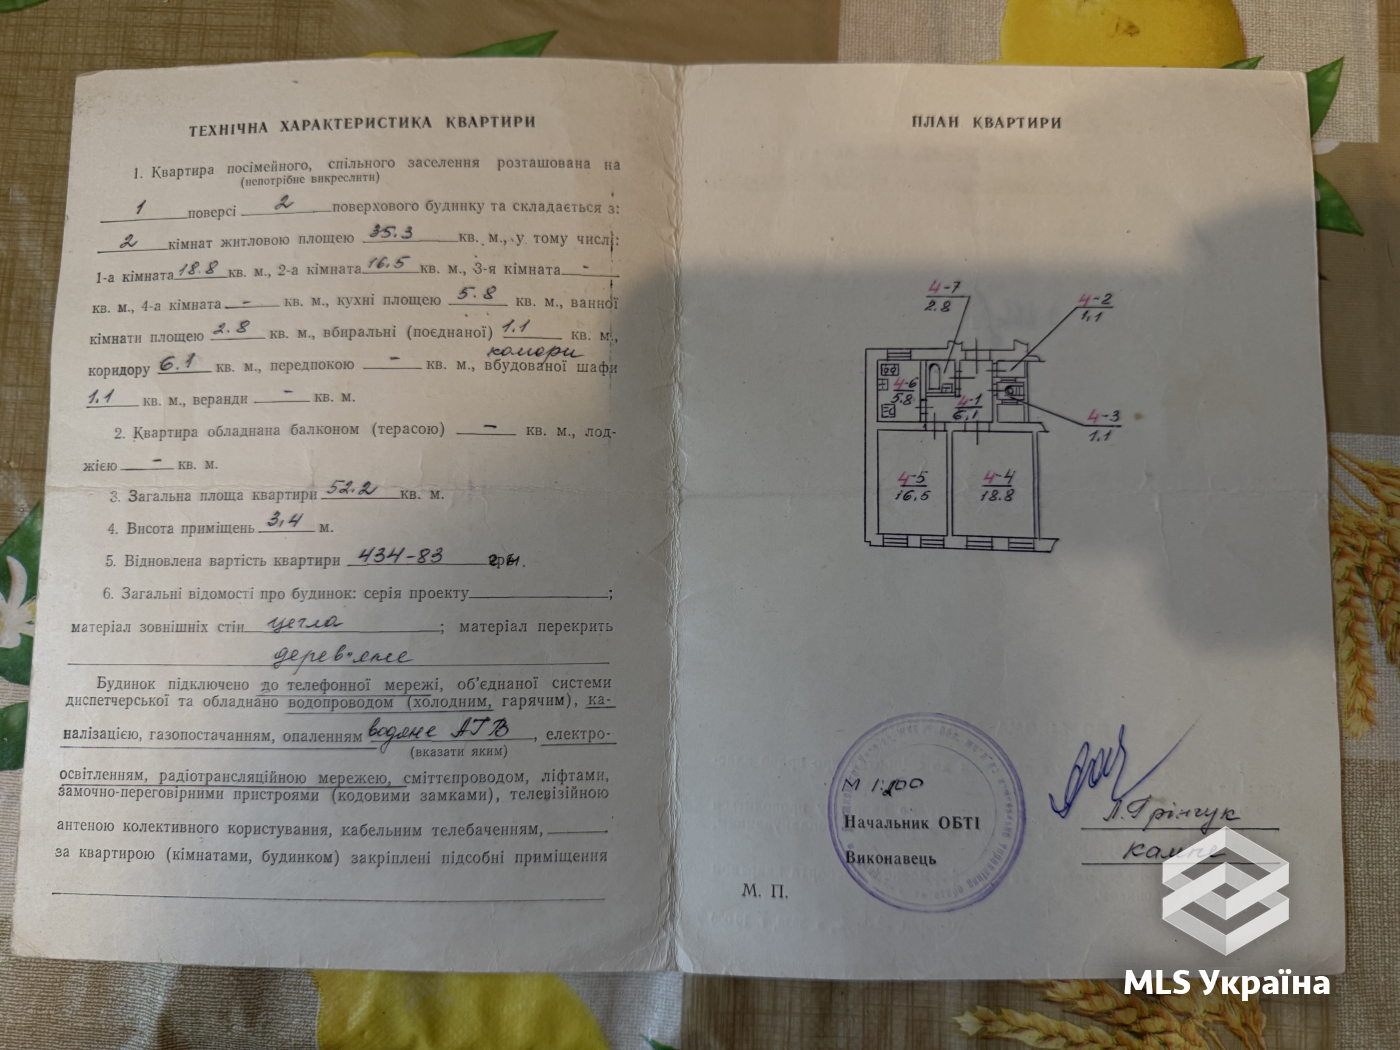 ТЕХНІЧНА ХАРАКТЕРИСТИКА КВАРТИРИ
1. Квартира посімейного, спільного заселення розташована на
(непотрібне викреслити)
1 поверсі 2 поверхового будинку та складається з:
2 кімнат житловою площею 35.3 кв. м., у тому числі:
1-а кімната 18.8 кв. м., 2-а кімната 16.5 кв. м., 3-я кімната -
кв. м., 4-а кімната - кв. м., кухні площею 5.8 кв. м., ванної
кімнати площею 2.8 кв. м., вбиральні (поєднаної) 1.1 кв. м.,
комори
коридору 6.1 кв. м., передпокою - кв. м., вбудованої шафи
1.1 кв. м., веранди - кв. м.
2. Квартира обладнана балконом (терасою) - кв. м., лод-
жією - кв. м.
3. Загальна площа квартири 52.2 кв. м.
4. Висота приміщень 3,4 м.
5. Відновлена вартість квартири 434-83
6. Загальні відомості про будинок: серія проекту ;
матеріал зовнішніх стін цегла ; матеріал перекрить
дерев'яне
Будинок підключено до телефонної мережі, об'єднаної системи
диспетчерської та обладнано водопроводом (холодним, гарячим), ка-
налізацією, газопостачанням, опаленням водяне АГВ , електро-
(вказати яким)
освітленням, радіотрансляційною мережею, сміттєпроводом, ліфтами,
замочно-переговірними пристроями (кодовими замками), телевізійною
антеною колективного користування, кабельним телебаченням,
за квартирою (кімнатами, будинком) закріплені підсобні приміщення
ПЛАН КВАРТИРИ
4-7
2.8
4-2
1,1
4-6
5.8
4-1
6,1
4-3
1.1
4-5
16,5
4-4
18.8
М 1:200
Начальник ОБТІ
Л. Грінчук
Виконавець
М. П.
MLS Україна